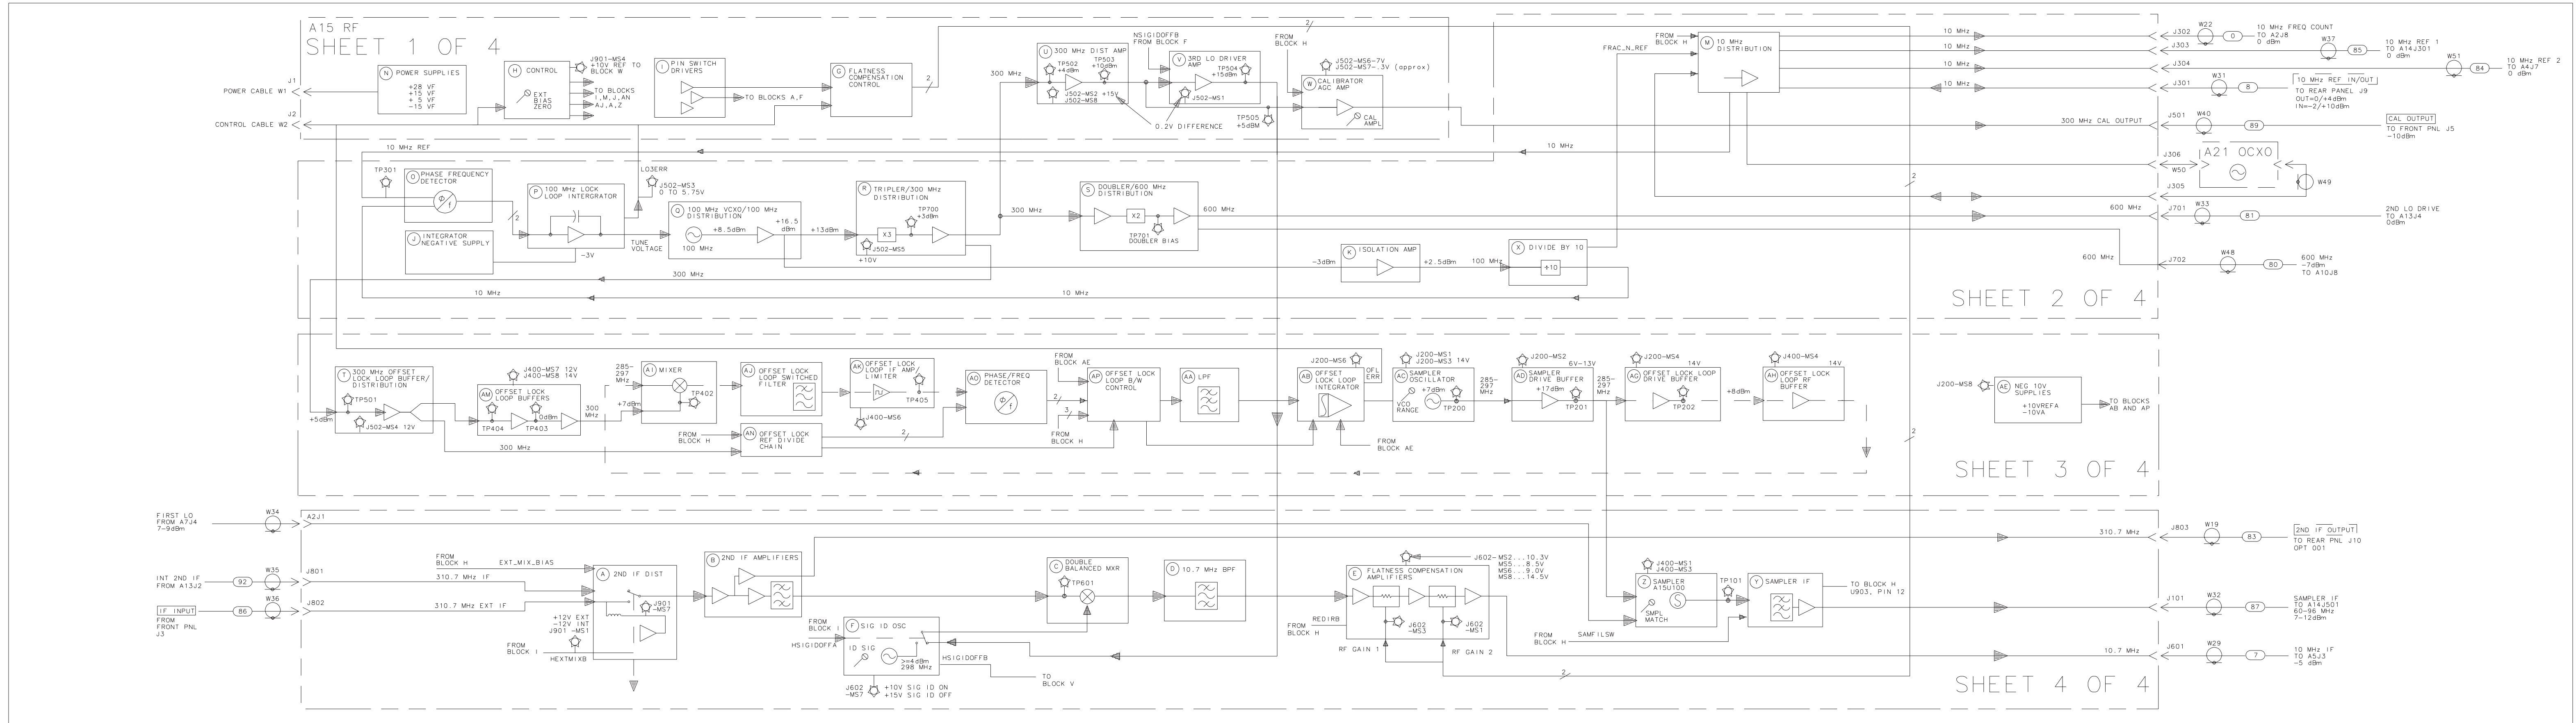 A15 RF
SHEET 1 OF 4
J1
POWER CABLE W1
J2
CONTROL CABLE W2
N POWER SUPPLIES
+28 VF
+15 VF
+ 5 VF
-15 VF
H CONTROL
EXT
BIAS
ZERO
J901-MS4
+10V REF TO
BLOCK W
TO BLOCKS
I,M,J,AN
AJ,A,Z
I PIN SWITCH
DRIVERS
TO BLOCKS A,F
G FLATNESS
COMPENSATION
CONTROL
2
300 MHz
U 300 MHz DIST AMP
TP502
+4dBm
TP503
+10dBm
J502-MS2 +15V
J502-MS8
0.2V DIFFERENCE
NSIGIDOFFB
FROM BLOCK F
V 3RD LO DRIVER
AMP
TP504
+15dBm
J502-MS1
TP505
+5dBM
FROM
BLOCK H
2
J502-MS6-7V
J502-MS7-.3V (approx)
W CALIBRATOR
AGC AMP
CAL
AMPL
FRAC_N_REF
FROM
BLOCK H
M 10 MHz
DISTRIBUTION
10 MHz
10 MHz
10 MHz
10 MHz
300 MHz CAL OUTPUT
J302
W22
0
10 MHz FREQ COUNT
TO A2J8
0 dBm
J303
W37
85
10 MHz REF 1
TO A14J301
0 dBm
J304
W51
84
10 MHz REF 2
TO A4J7
0 dBm
J301
W31
8
10 MHz REF IN/OUT
TO REAR PANEL J9
OUT=0/+4dBm
IN=-2/+10dBm
J501
W40
89
CAL OUTPUT
TO FRONT PNL J5
-10dBm
J306
W50
A21 OCXO
W49
J305
10 MHz REF
10 MHz
TP301
O PHASE FREQUENCY
DETECTOR
Φ/f
2
J INTEGRATOR
NEGATIVE SUPPLY
P 100 MHz LOCK
LOOP INTERGRATOR
-3V
LO3ERR
J502-MS3
0 TO 5.75V
TUNE
VOLTAGE
Q 100 MHz VCXO/100 MHz
DISTRIBUTION
+8.5dBm
100 MHz
+16.5
dBm
+13dBm
R TRIPLER/300 MHz
DISTRIBUTION
TP700
+3dBm
X3
J502-MS5
+10V
300 MHz
S DOUBLER/600 MHz
DISTRIBUTION
X2
TP701
DOUBLER BIAS
600 MHz
K ISOLATION AMP
-3dBm
+2.5dBm
100 MHz
X DIVIDE BY 10
÷10
2
600 MHz
J701
W33
81
2ND LO DRIVE
TO A13J4
0dBm
600 MHz
J702
W48
80
600 MHz
-7dBm
TO A10J8
300 MHz
10 MHz
10 MHz
SHEET 2 OF 4
T 300 MHz OFFSET
LOCK LOOP BUFFER/
DISTRIBUTION
TP501
+5dBm
J502-MS4 12V
J400-MS7 12V
J400-MS8 14V
AM OFFSET LOCK
LOOP BUFFERS
TP404
TP403
0dBm
300
MHz
300 MHz
285-
297
MHz
AI MIXER
+7dBm
TP402
AJ OFFSET LOCK
LOOP SWITCHED
FILTER
FROM
BLOCK H
AN OFFSET LOCK
REF DIVIDE
CHAIN
2
AK OFFSET LOCK
LOOP IF AMP/
LIMITER
TP405
J400-MS6
AO PHASE/FREQ
DETECTOR
Φ/f
2
3
FROM
BLOCK AE
FROM
BLOCK H
AP OFFSET LOCK
LOOP B/W
CONTROL
AA LPF
J200-MS6
AB OFFSET
LOCK LOOP
INTEGRATOR
OFL
ERR
FROM
BLOCK AE
J200-MS1
J200-MS3 14V
AC SAMPLER
OSCILLATOR
+7dBm
VCO
RANGE
TP200
285-
297
MHz
J200-MS2
6V-13V
AD SAMPLER
DRIVE BUFFER
+17dBm
TP201
285-
297
MHz
J200-MS4
14V
AG OFFSET LOCK LOOP
DRIVE BUFFER
TP202
+8dBm
J400-MS4
14V
AH OFFSET LOCK
LOOP RF
BUFFER
2
J200-MS8
AE NEG 10V
SUPPLIES
+10VREFA
-10VA
TO BLOCKS
AB AND AP
SHEET 3 OF 4
FIRST LO
FROM A7J4
7-9dBm
W34
A2J1
INT 2ND IF
FROM A13J2
92
W35
J801
IF INPUT
FROM
FRONT PNL
J3
86
W36
J802
FROM
BLOCK H
EXT_MIX_BIAS
310.7 MHz IF
310.7 MHz EXT IF
+12V EXT
-12V INT
J901 -MS1
FROM
BLOCK I
HEXTMIXB
A 2ND IF DIST
J901
-MS7
B 2ND IF AMPLIFIERS
FROM
BLOCK I
HSIGIDOFFA
F SIG ID OSC
ID SIG
>=4dBm
298 MHz
HSIGIDOFFB
J602
-MS7
+10V SIG ID ON
+15V SIG ID OFF
TO
BLOCK V
C DOUBLE
BALANCED MXR
TP601
D 10.7 MHz BPF
REDIRB
FROM
BLOCK H
E FLATNESS COMPENSATION
AMPLIFIERS
J602-MS2...10.3V
MS5...8.5V
MS6...9.0V
MS8...14.5V
J602
-MS3
J602
-MS1
RF GAIN 1
RF GAIN 2
2
J400-MS1
J400-MS3
Z SAMPLER
A15U100
S
SMPL
MATCH
TP101
FROM
BLOCK H
SAMFILSW
Y SAMPLER IF
TO BLOCK H
U903, PIN 12
310.7 MHz
J803
W19
83
2ND IF OUTPUT
TO REAR PNL J10
OPT 001
J101
W32
87
SAMPLER IF
TO A14J501
60-96 MHz
7-12dBm
10.7 MHz
J601
W29
7
10 MHz IF
TO A5J3
-5 dBm
SHEET 4 OF 4